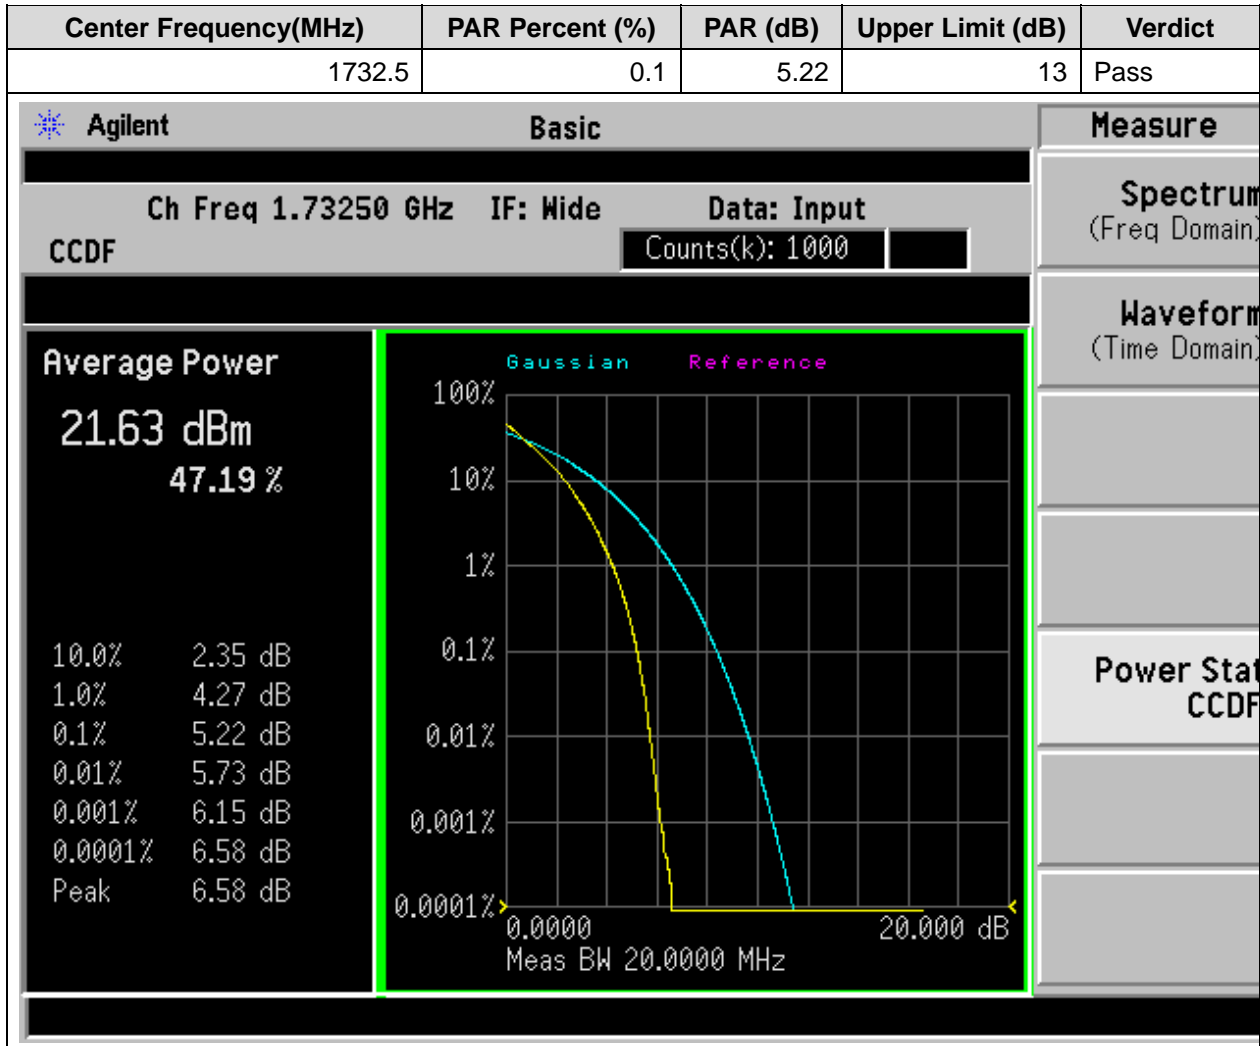 Center Frequency(MHz) PAR Percent (%) PAR (dB) Upper Limit (dB) Verdict
1732.5 0.1 5.22 13 Pass
Agilent Basic Measure
Ch Freq 1.73250 GHz IF: Wide Data: Input
CCDF Counts(k): 1000
Average Power
21.63 dBm
47.19 %
10.0% 2.35 dB
1.0% 4.27 dB
0.1% 5.22 dB
0.01% 5.73 dB
0.001% 6.15 dB
0.0001% 6.58 dB
Peak 6.58 dB
Gaussian Reference
100%
10%
1%
0.1%
0.01%
0.001%
0.0001%
0.0000 20.000 dB
Meas BW 20.0000 MHz
Spectrum
(Freq Domain)
Waveform
(Time Domain)
Power Stat
CCDF